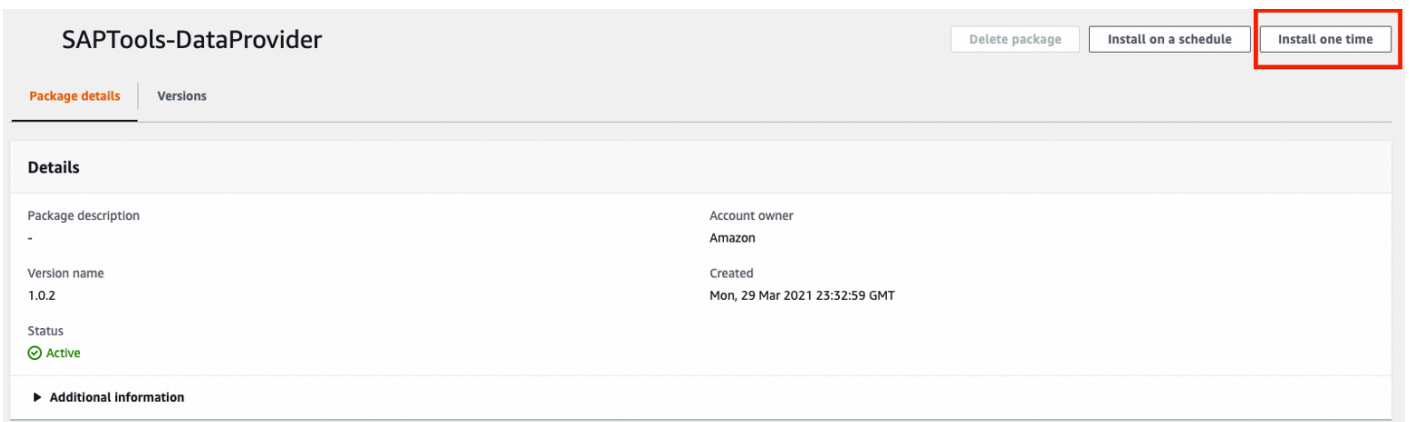 SAPTools-DataProvider
Delete package
Install on a schedule
Install one time
Package details
Versions
Details
Package description
-
Account owner
Amazon
Version name
1.0.2
Created
Mon, 29 Mar 2021 23:32:59 GMT
Status
Active
Additional information